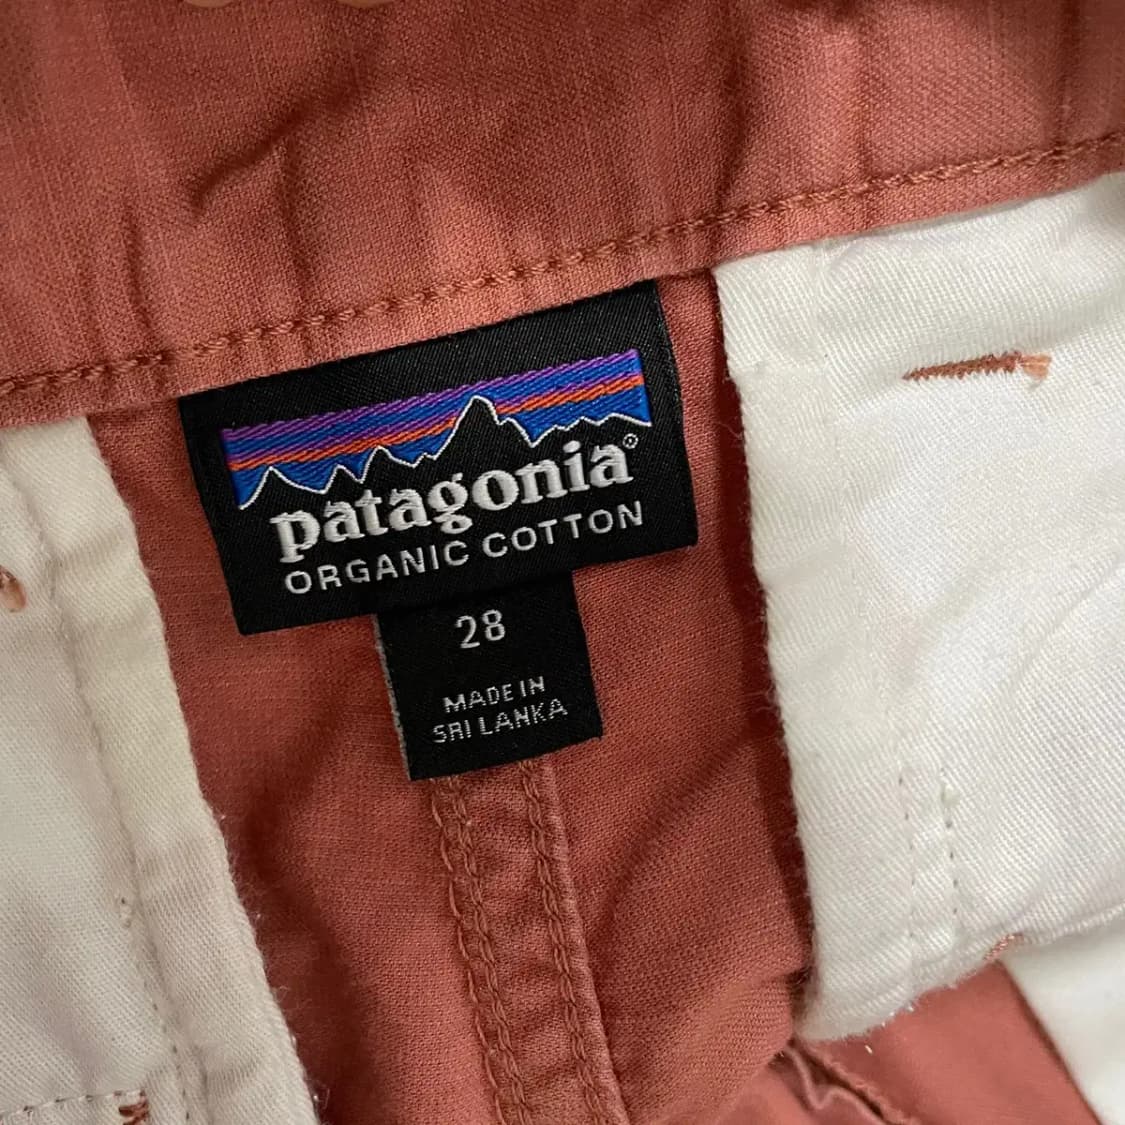 patagonia®
ORGANIC COTTON
28
MADE IN
SRI LANKA